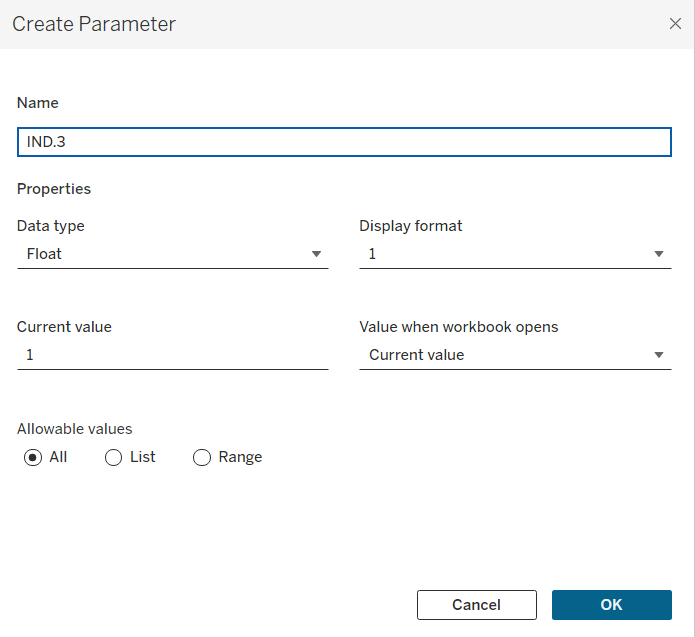 Create Parameter
Name
IND.3
Properties
Data type
Display format
Float
1
Current value
Value when workbook opens
1
Current value
Allowable values
All List Range
Cancel OK